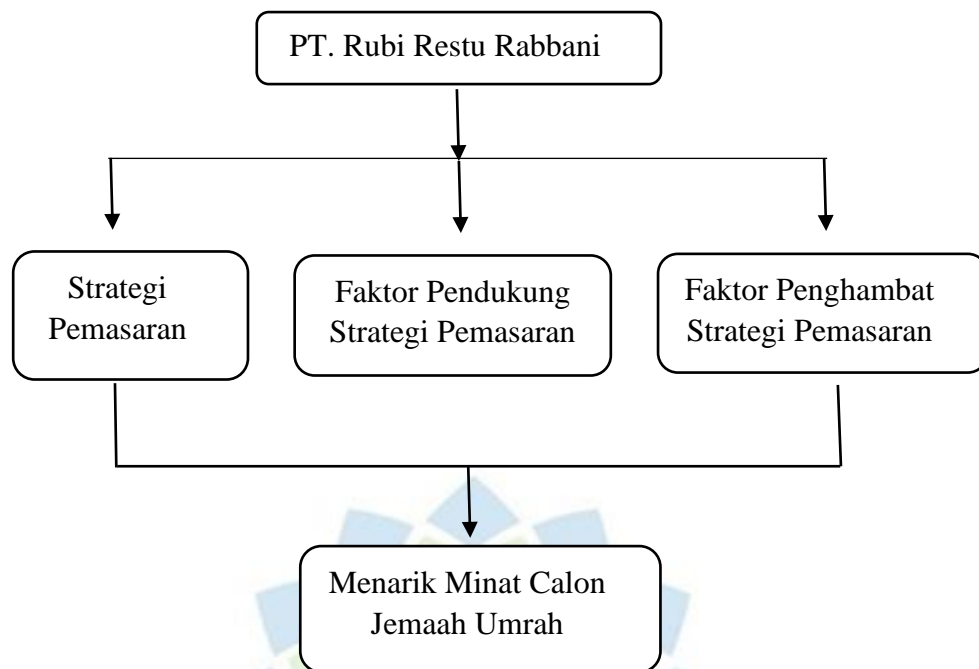 PT. Rubi Restu Rabbani
Strategi
Pemasaran
Faktor Pendukung
Strategi Pemasaran
Faktor Penghambat
Strategi Pemasaran
Menarik Minat Calon
Jemaah Umrah